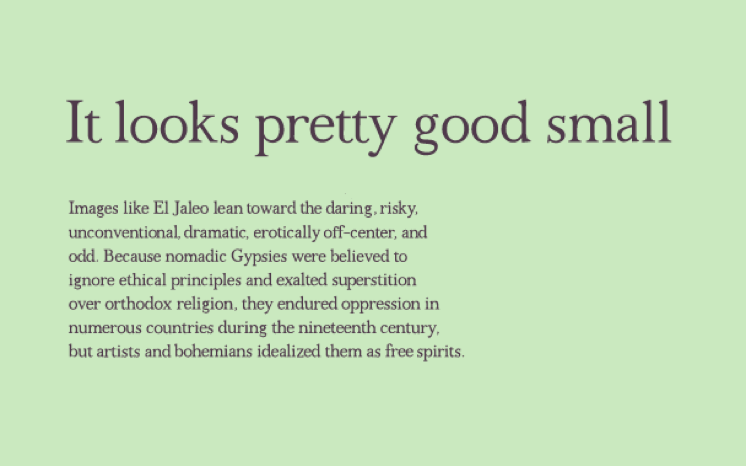 It looks pretty good small
Images like El Jaleo lean toward the daring, risky,
unconventional, dramatic, erotically off-center, and
odd. Because nomadic Gypsies were believed to
ignore ethical principles and exalted superstition
over orthodox religion, they endured oppression in
numerous countries during the nineteenth century,
but artists and bohemians idealized them as free spirits.